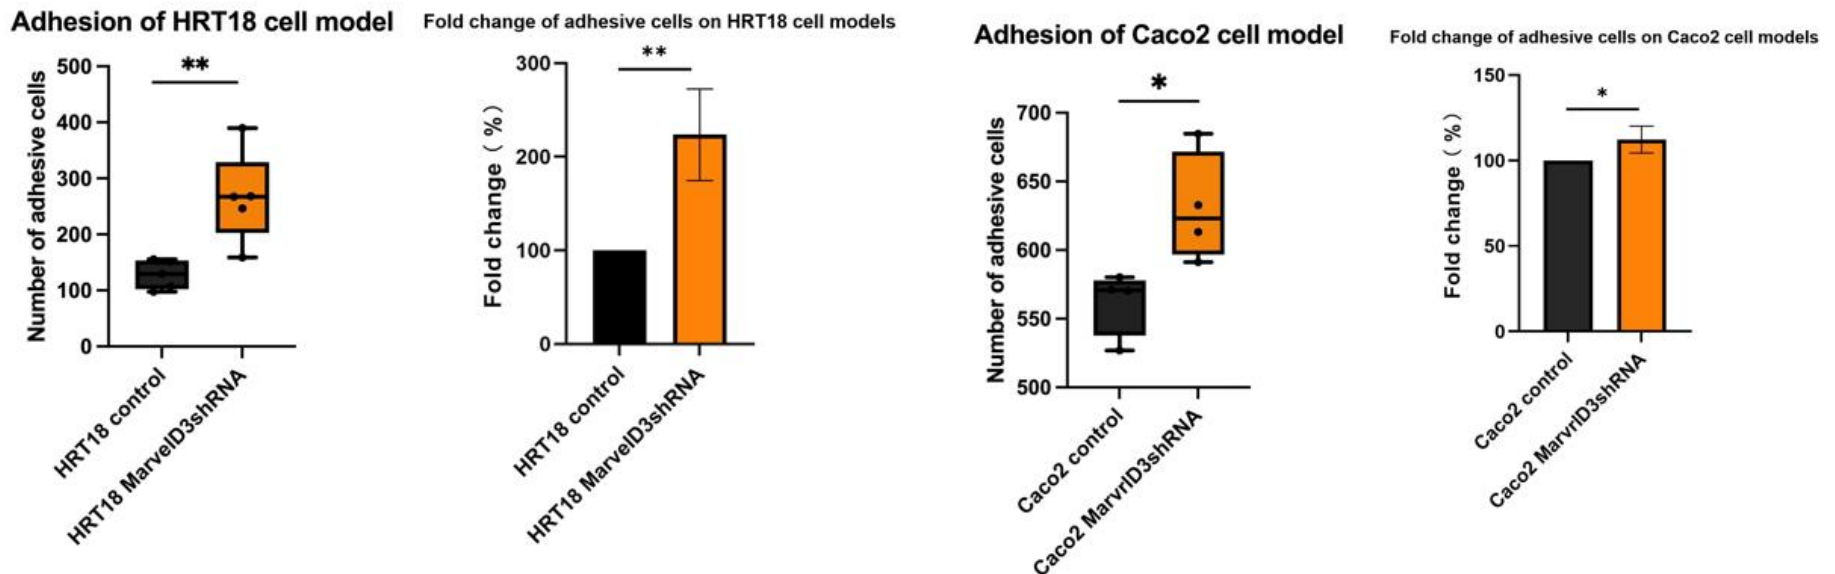 Adhesion of HRT18 cell model
**
Number of adhesive cells
500
400
300
200
100
0
HRT18 control
HRT18 MarvelD3shRNA
Fold change of adhesive cells on HRT18 cell models
**
Fold change ( %)
300
200
100
0
HRT18 control
HRT18 MarvelD3shRNA
Adhesion of Caco2 cell model
*
Number of adhesive cells
700
650
600
550
500
Caco2 control
Caco2 MarvrlD3shRNA
Fold change of adhesive cells on Caco2 cell models
*
Fold change ( %)
150
100
50
0
Caco2 control
Caco2 MarvrlD3shRNA